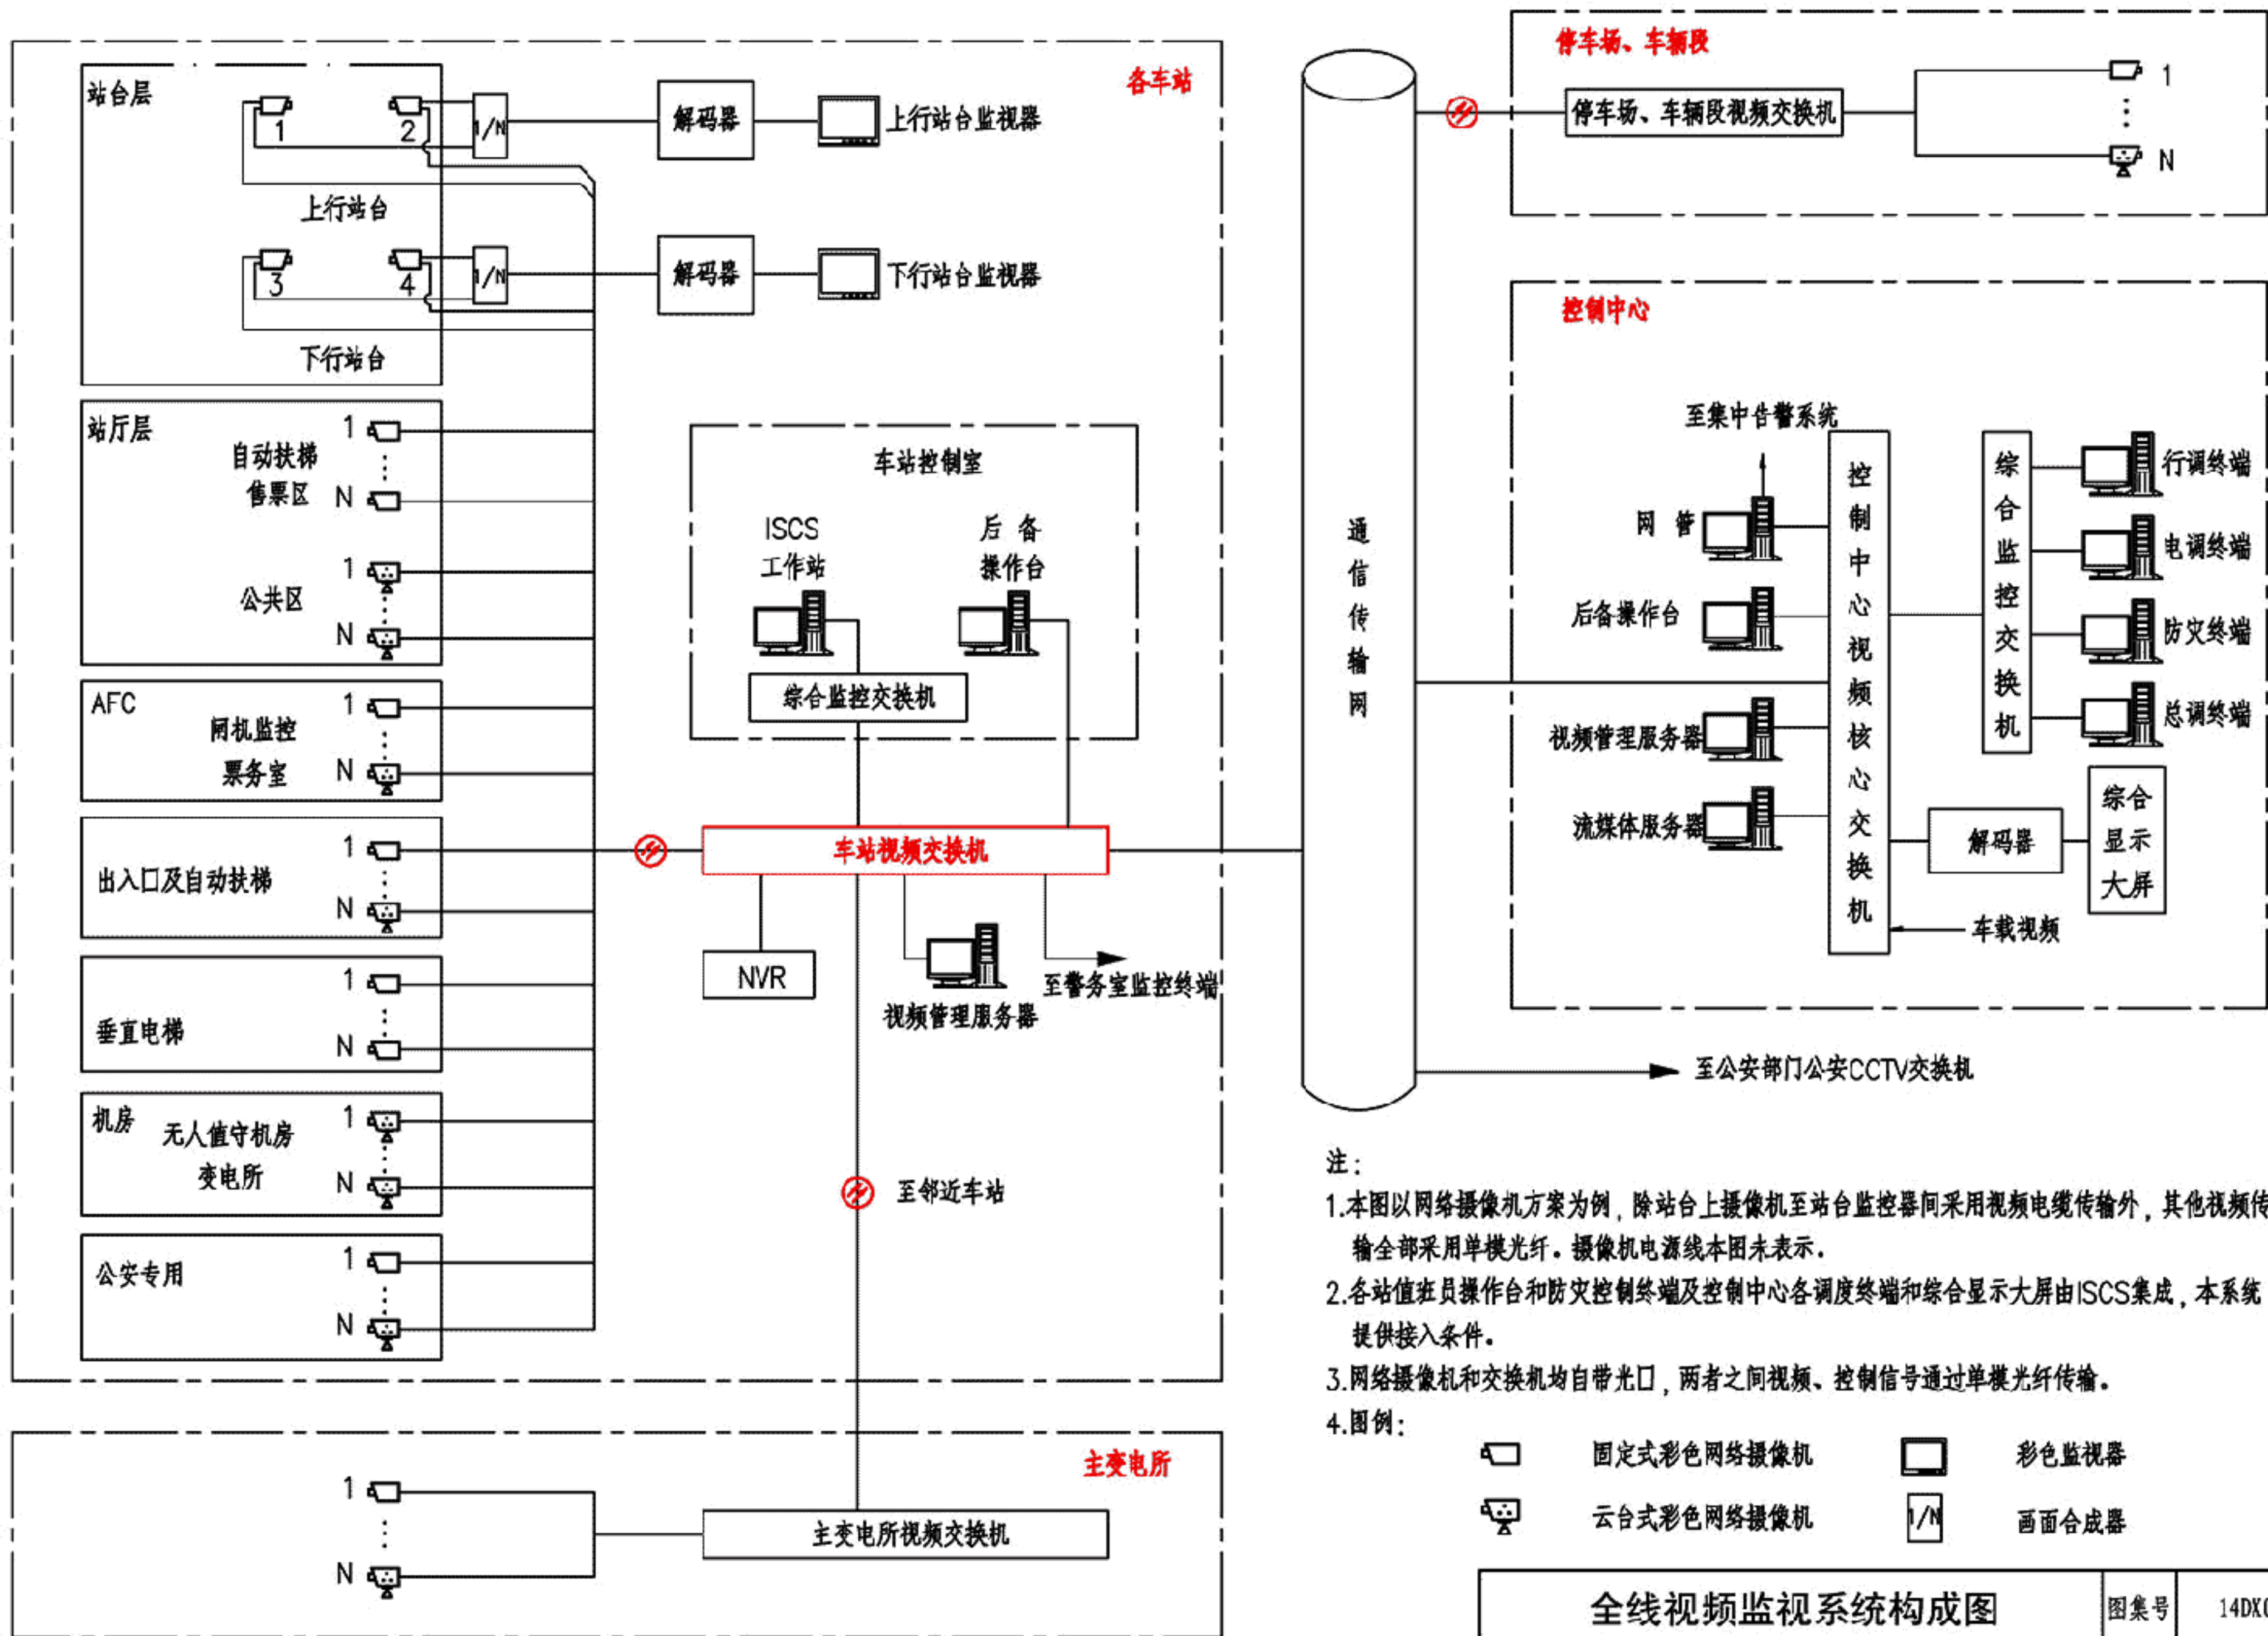 各车站
站台层
1
2
1/N
解码器
上行站台监视器
上行站台
3
4
1/N
解码器
下行站台监视器
下行站台
站厅层
自动扶梯
售票区
1
N
公共区
1
N
AFC
闸机监控
票务室
1
N
出入口及自动扶梯
1
N
垂直电梯
1
N
机房
无人值守机房
变电所
1
N
公安专用
1
N
车站控制室
ISCS
工作站
后备
操作台
综合监控交换机
车站视频交换机
NVR
视频管理服务器
至警务室监控终端
至邻近车站
主变电所
1
N
主变电所视频交换机
通信传输网
停车场、车辆段
停车场、车辆段视频交换机
1
N
控制中心
至集中告警系统
网管
后备操作台
视频管理服务器
流媒体服务器
控制中心视频核心交换机
综合监控交换机
行调终端
电调终端
防灾终端
总调终端
解码器
综合
显示
大屏
车载视频
至公安部门公安CCTV交换机
注：
1.本图以网络摄像机方案为例，除站台上摄像机至站台监控器间采用视频电缆传输外，其他视频传
输全部采用单模光纤。摄像机电源线本图未表示.
2.各站值班员操作台和防灾控制终端及控制中心各调度终端和综合显示大屏由ISCS集成，本系统
提供接入条件。
3.网络摄像机和交换机均自带光口，两者之间视频、控制信号通过单模光纤传输。
4.图例：
固定式彩色网络摄像机
彩色监视器
云台式彩色网络摄像机
1/N
画面合成器
全线视频监视系统构成图
图集号
14DX